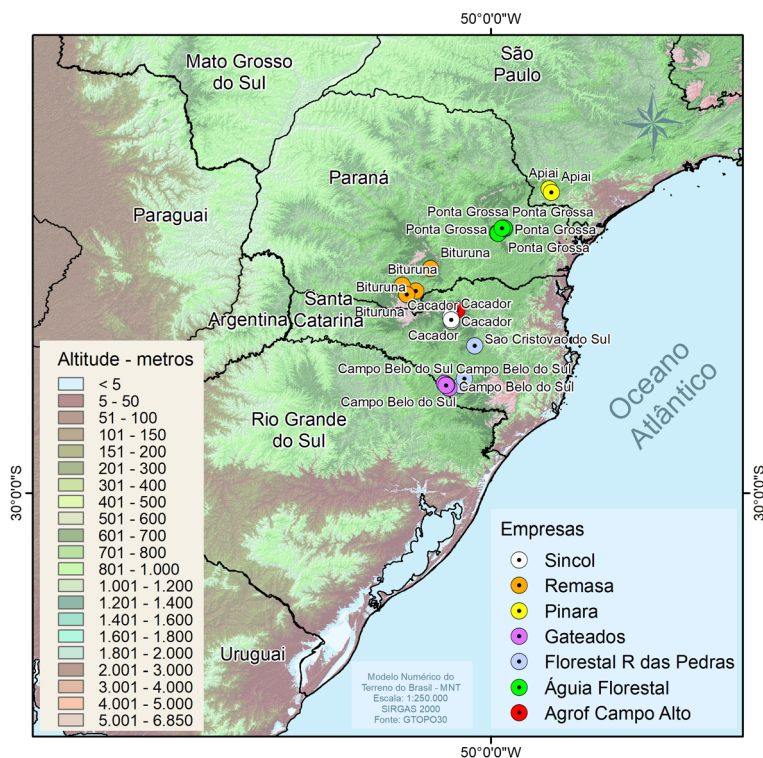 50°0'0"W
Mato Grosso
do Sul
São
Paulo
Paraná
Apiai Apiai
Paraguai
Ponta Grossa Ponta Grossa
Ponta Grossa Ponta Grossa
Ponta Grossa
Bituruna
Bituruna
Bituruna
Bituruna
Santa
Catarina
Argentina
Cacador Cacador
Cacador
Cacador
Sao Cristovao do Sul
Campo Belo do Sul Campo Belo do Sul
Campo Belo do Sul
Campo Belo do Sul
Rio Grande
do Sul
Oceano
Atlântico
Altitude - metros
< 5
5 - 50
51 - 100
101 - 150
151 - 200
201 - 300
301 - 400
401 - 500
501 - 600
601 - 700
701 - 800
801 - 1.000
1.001 - 1.200
1.201 - 1.400
1.401 - 1.600
1.601 - 1.800
1.801 - 2.000
2.001 - 3.000
3.001 - 4.000
4.001 - 5.000
5.001 - 6.850
30°0'0"S
30°0'0"S
Empresas
Sincol
Remasa
Pinara
Gateados
Florestal R das Pedras
Águia Florestal
Agrof Campo Alto
Uruguai
Modelo Numérico do
Terreno do Brasil - MNT
Escala: 1:250.000
SIRGAS 2000
Fonte: GTOPO30
50°0'0"W